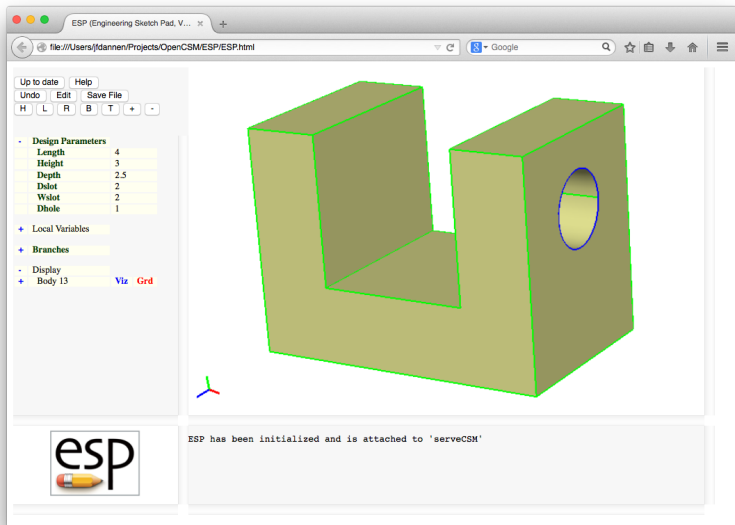 ESP (Engineering Sketch Pad, V...
file:///Users/jfdannen/Projects/OpenCSM/ESP/ESP.html
Google
Up to date Help
Undo Edit Save File
H L R B T + -
- Design Parameters
Length 4
Height 3
Depth 2.5
Dslot 2
Wslot 2
Dhole 1
+ Local Variables
+ Branches
- Display
+ Body 13 Viz Grd
esp
ESP has been initialized and is attached to 'serveCSM'